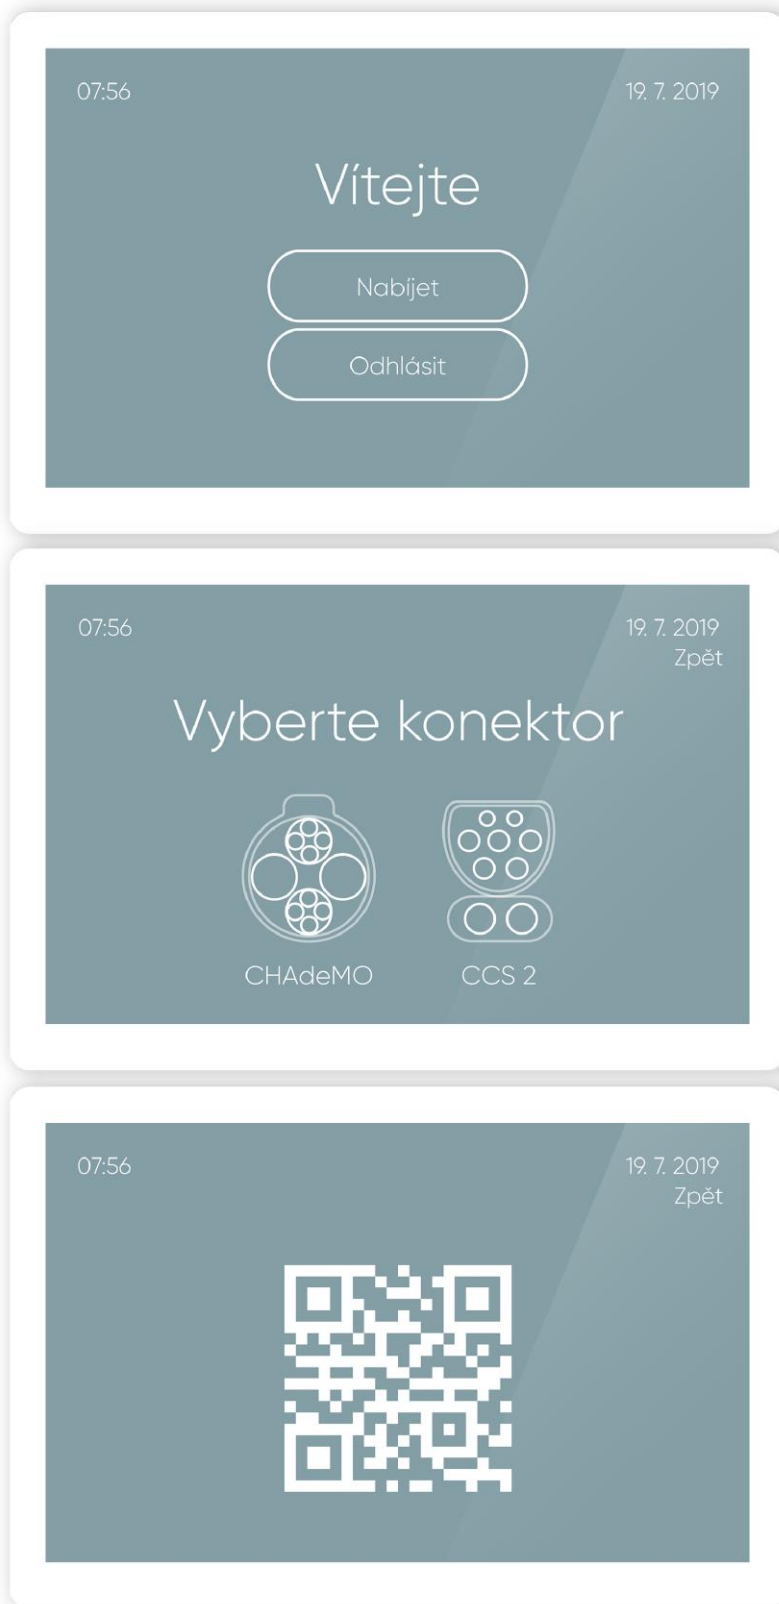 07:56 19. 7. 2019
Vítejte
Nabíjet
Odhlásit
07:56 19. 7. 2019
Zpět
Vyberte konektor
CHAdeMO CCS 2
07:56 19. 7. 2019
Zpět